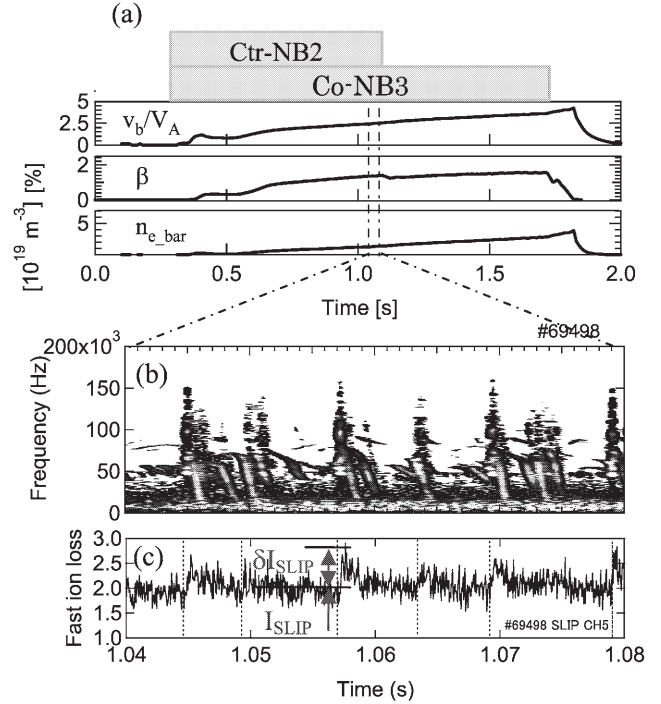 (a)
Ctr-NB2
Co-NB3
5
2.5
0
v_b/V_A
2
0
β
[%]
5
n_e_bar
[10^19 m^-3]
0.0 0.5 1.0 1.5 2.0
Time [s]
#69498
200x10^3
150
100
50
0
Frequency (Hz)
(b)
3.0
2.5
2.0
1.5
1.0
Fast ion loss
(c)
δI_SLIP
I_SLIP
#69498 SLIP CH5
1.04 1.05 1.06 1.07 1.08
Time (s)